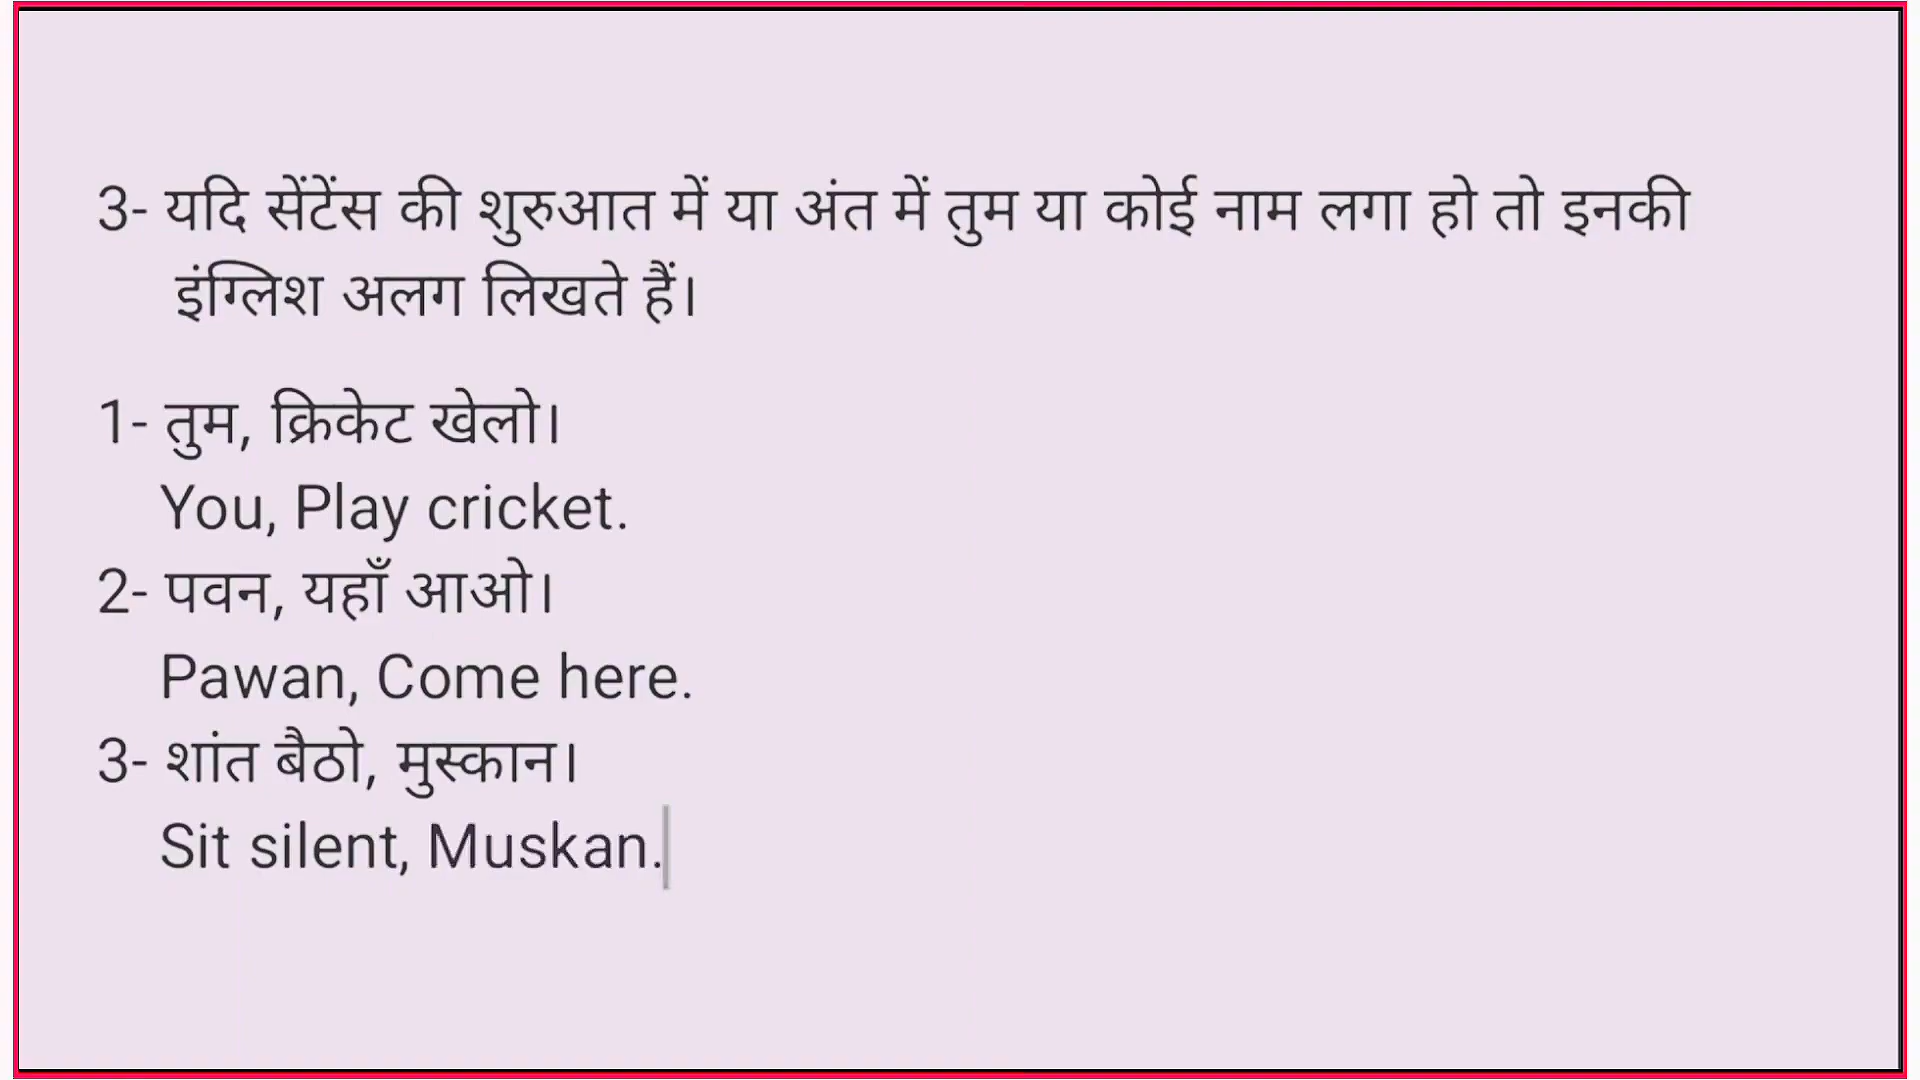 3- यदि सेंटेंस की शुरुआत में या अंत में तुम या कोई नाम लगा हो तो इनकी
इंग्लिश अलग लिखते हैं।
1- तुम, क्रिकेट खेलो।
You, Play cricket.
2- पवन, यहाँ आओ।
Pawan, Come here.
3- शांत बैठो, मुस्कान।
Sit silent, Muskan.